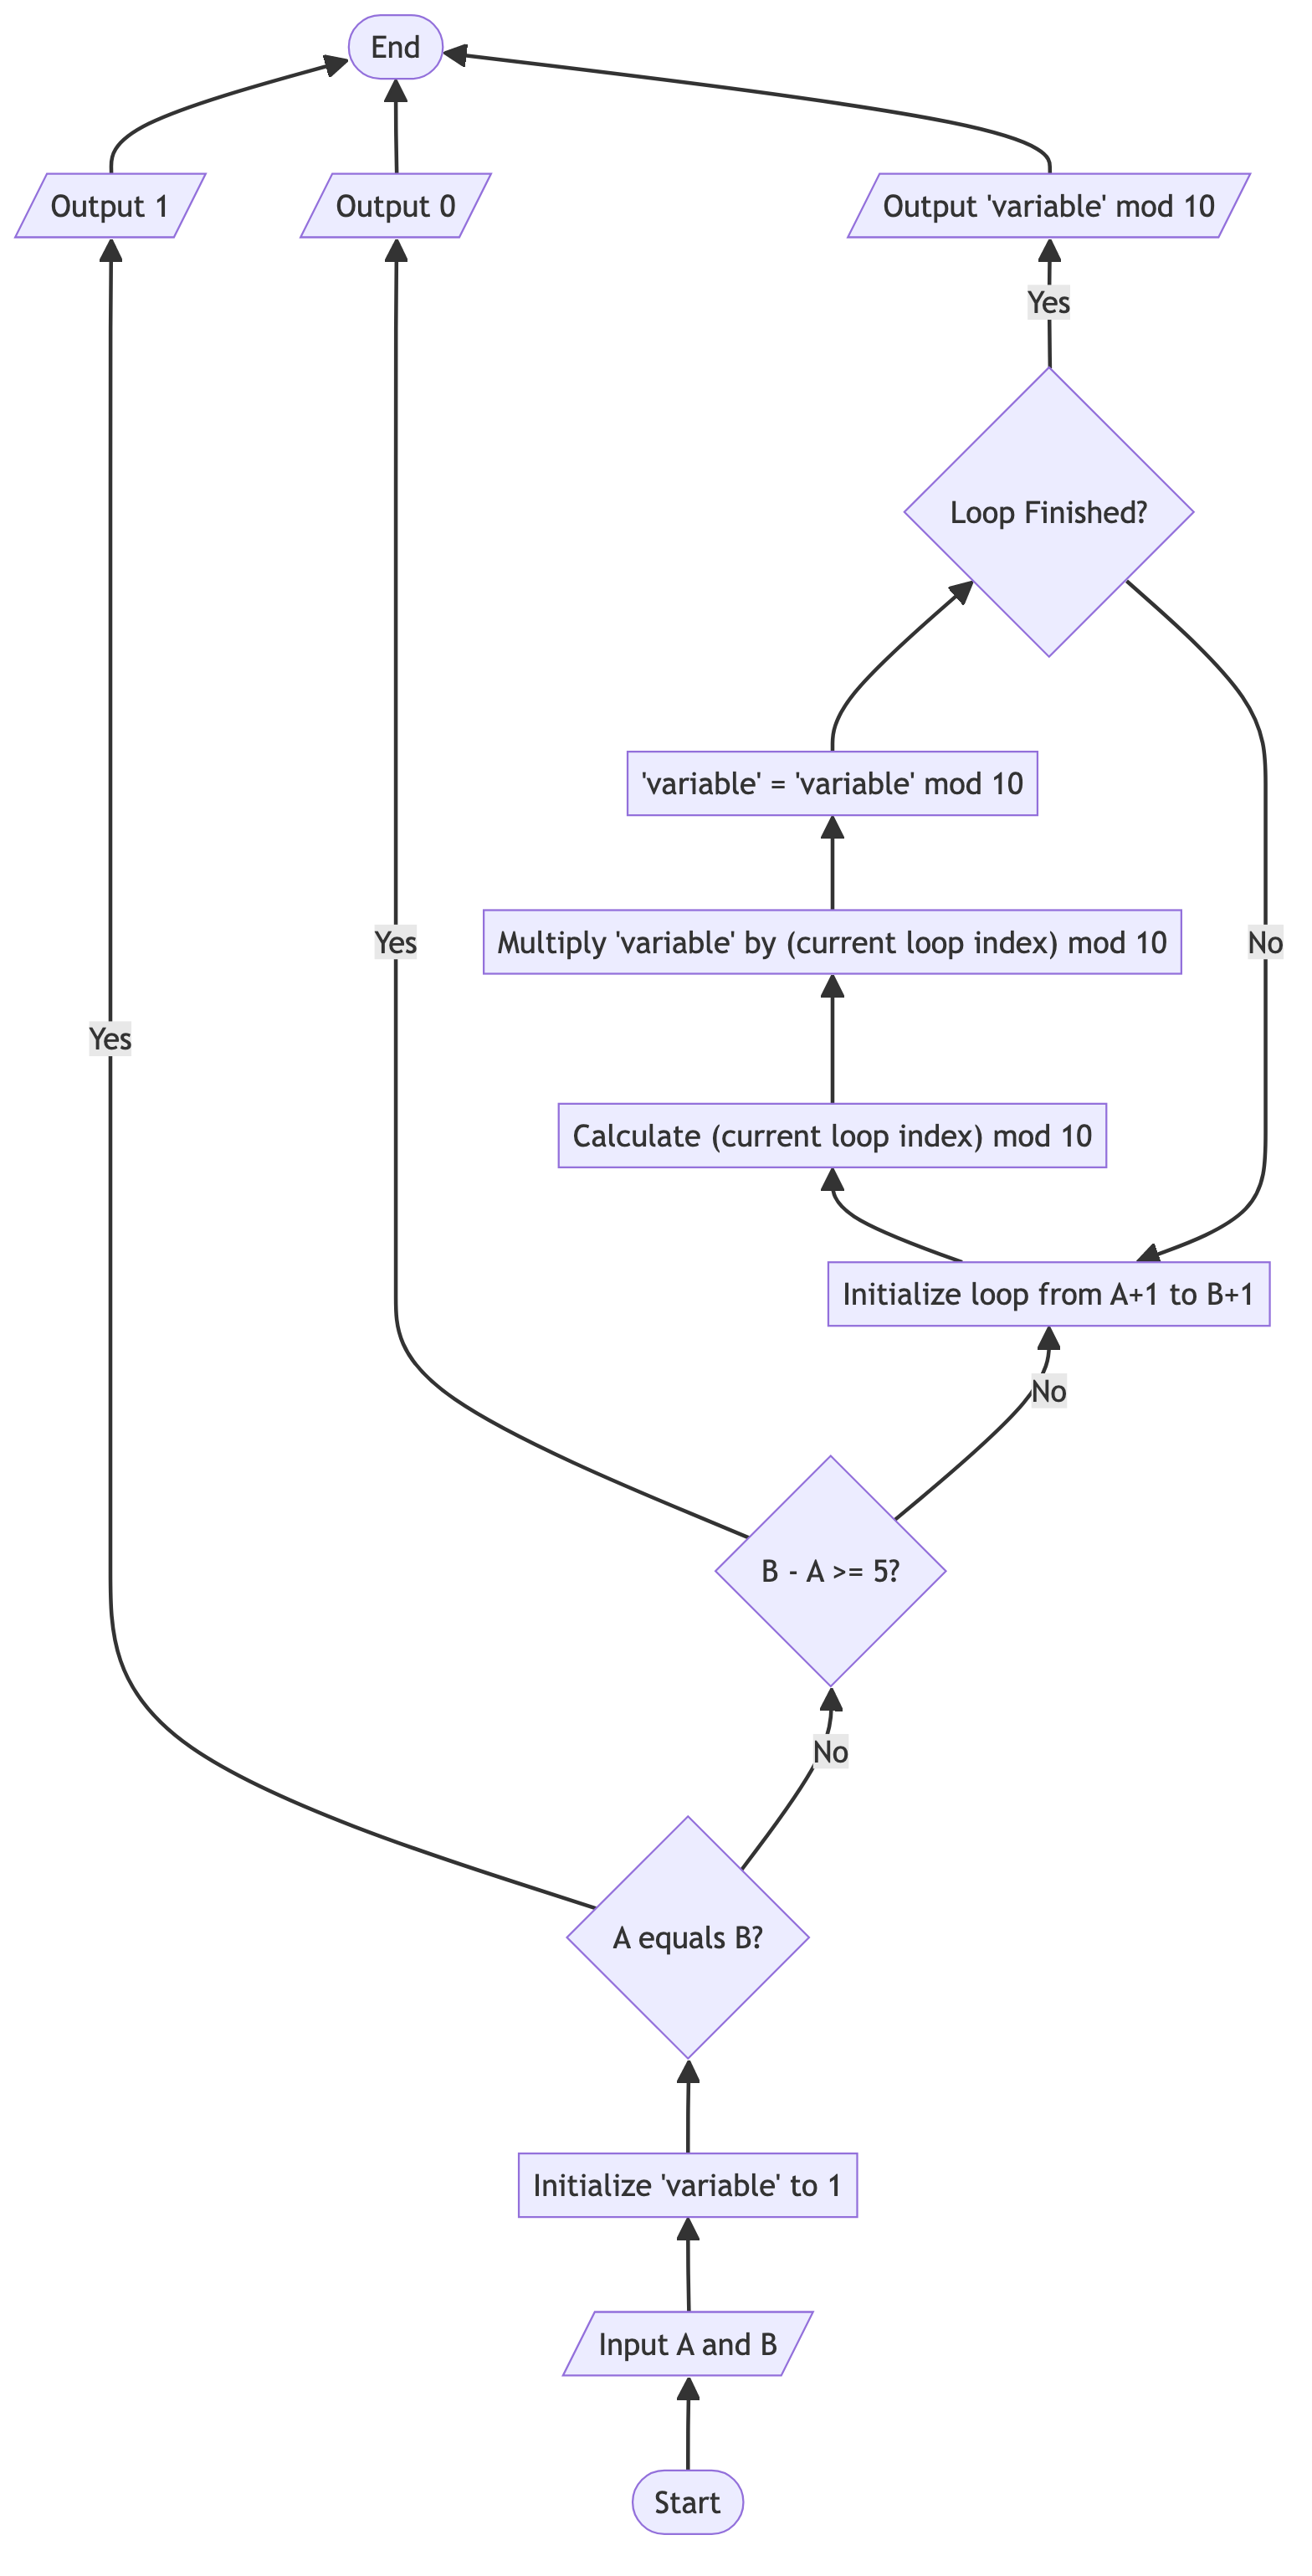 End
Output 1
Output 0
Output 'variable' mod 10
Yes
Loop Finished?
'variable' = 'variable' mod 10
Multiply 'variable' by (current loop index) mod 10
Yes
No
Yes
Calculate (current loop index) mod 10
Initialize loop from A+1 to B+1
No
B - A >= 5?
No
A equals B?
Initialize 'variable' to 1
Input A and B
Start